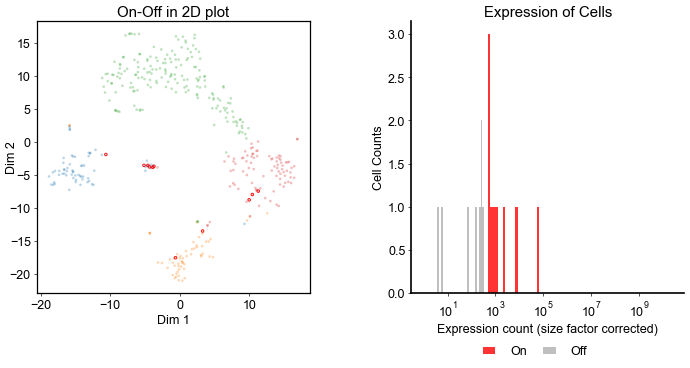 On-Off in 2D plot
15
10
5
0
−5
−10
−15
−20
Dim 2
−20 −10 0 10
Dim 1
Expression of Cells
3.0
2.5
2.0
1.5
1.0
0.5
0.0
Cell Counts
10^1 10^3 10^5 10^7 10^9
Expression count (size factor corrected)
On Off